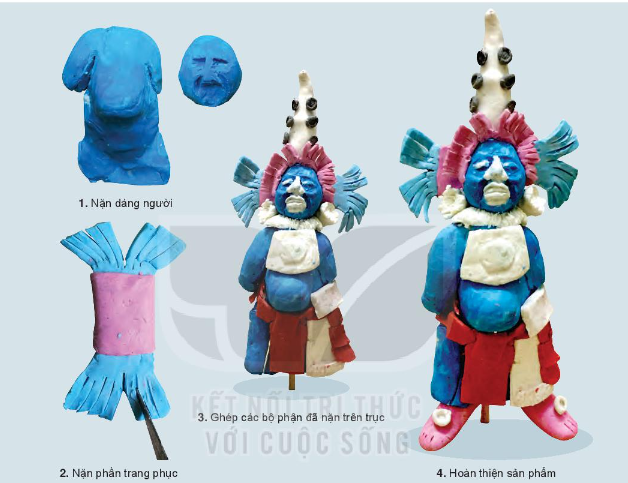 1. Nặn dáng người
2. Nặn phần trang phục
3. Ghép các bộ phận đã nặn trên trục
4. Hoàn thiện sản phẩm
KẾT NỐI TRI THỨC
VỚI CUỘC SỐNG